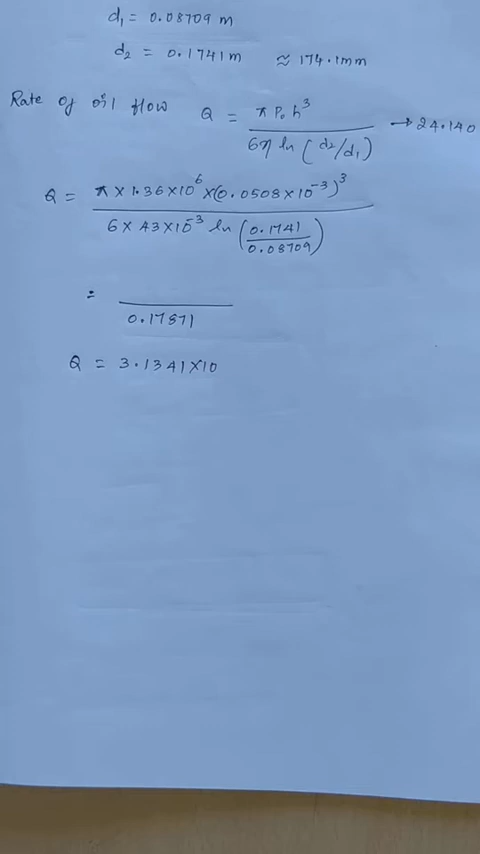 d₁ = 0.08709 m
d₂ = 0.1741 m ≈ 174.1mm
Rate of oil flow Q = π P₀ h³ / 6η ln (d₂/d₁) → 24.140
Q = π × 1.36×10⁶ × (0.0508×10⁻³)³ / 6 × 43×10⁻³ ln (0.1741/0.08709)
= / 0.17871
Q = 3.1341×10